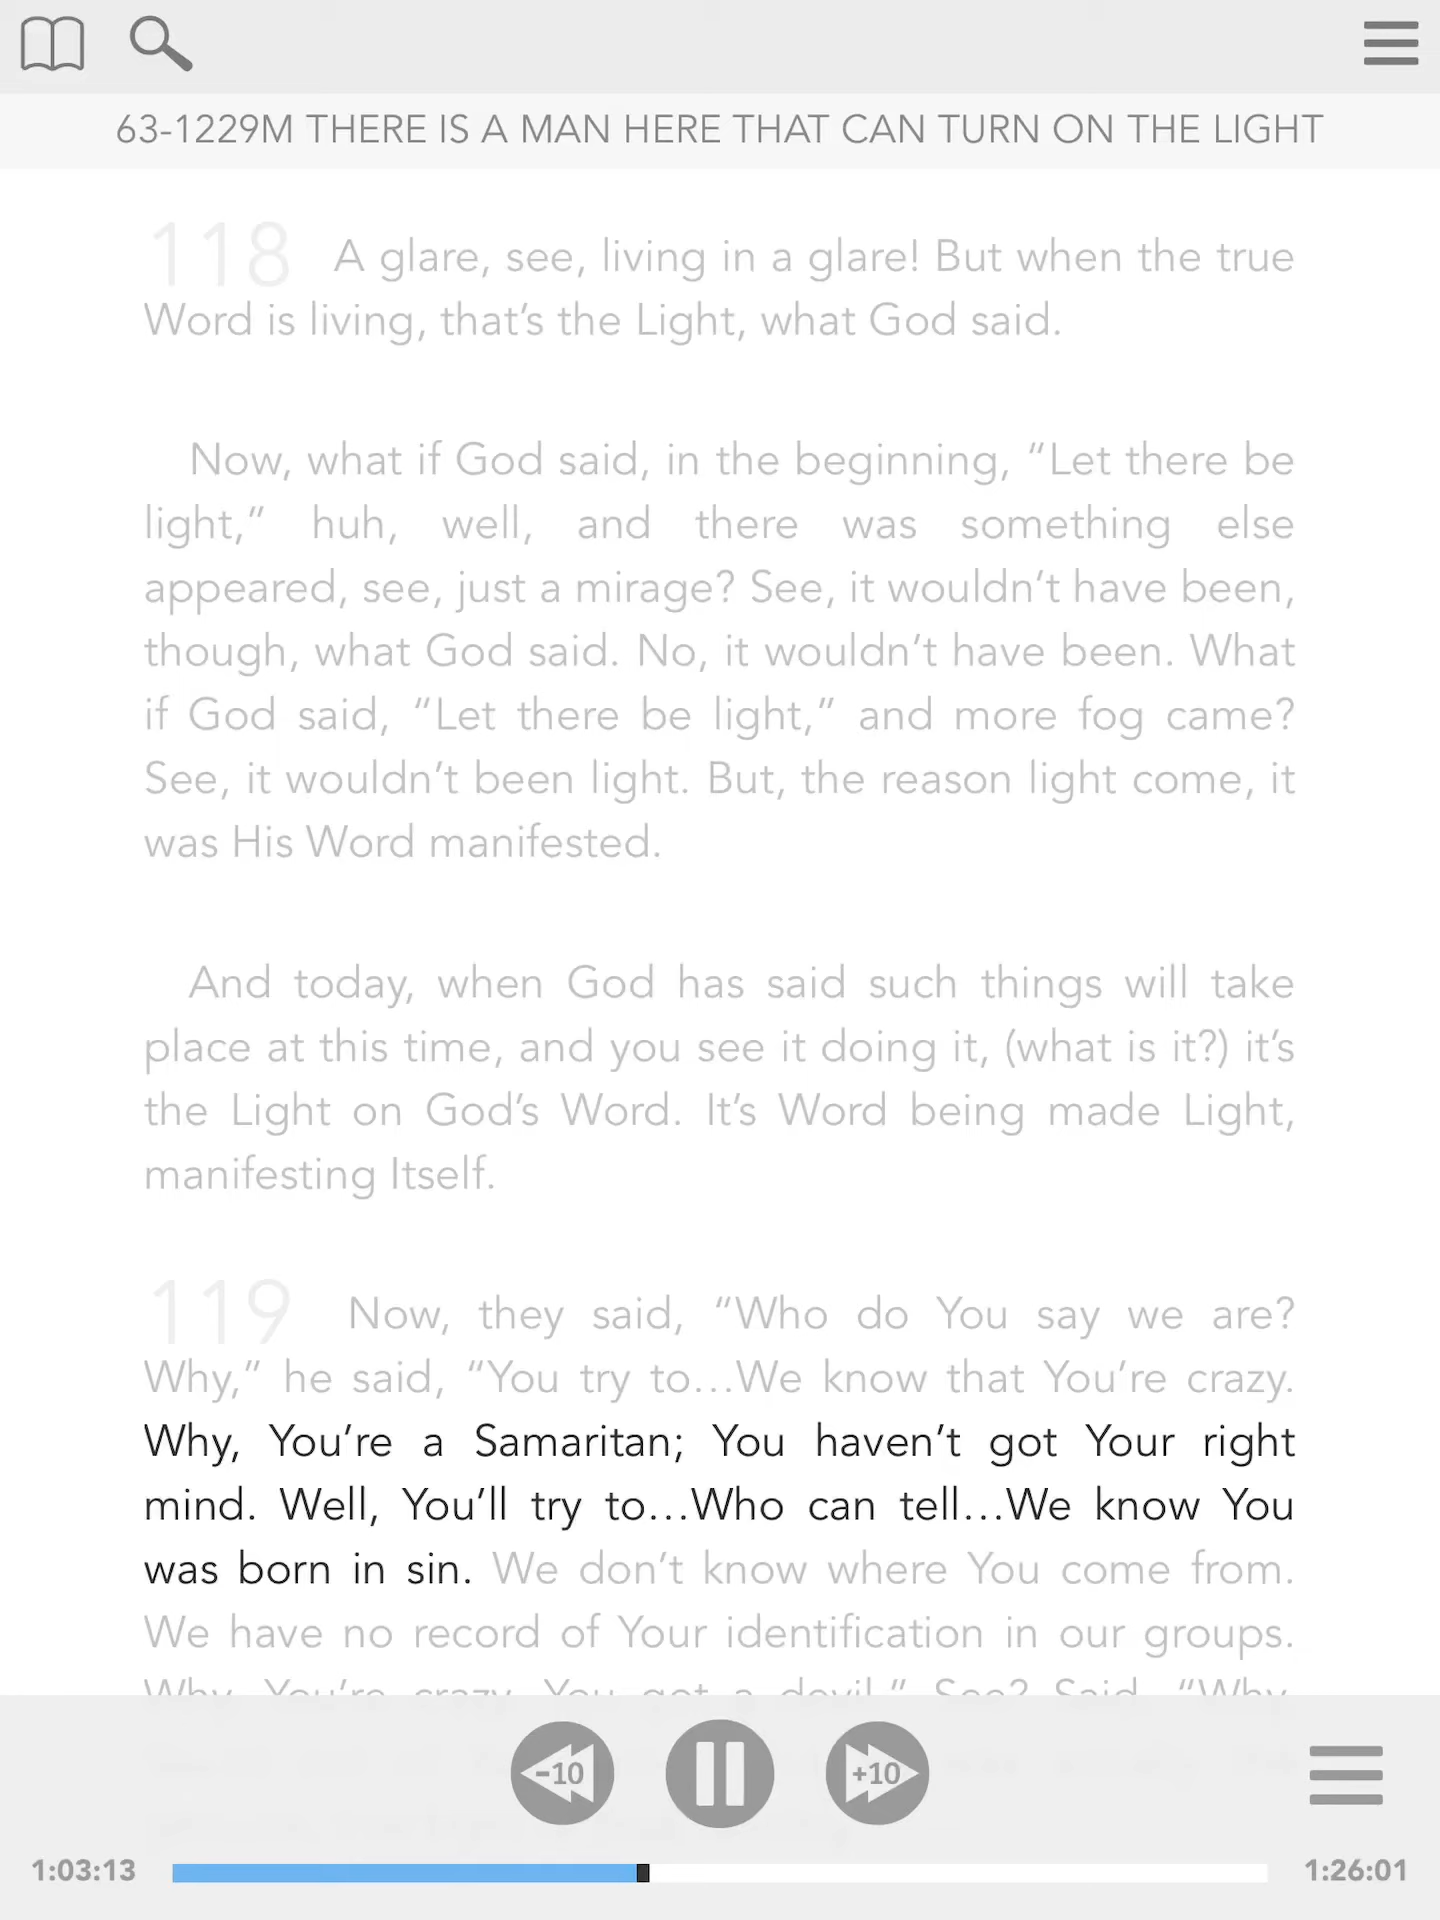 63-1229M THERE IS A MAN HERE THAT CAN TURN ON THE LIGHT
118 A glare, see, living in a glare! But when the true
Word is living, that’s the Light, what God said.
Now, what if God said, in the beginning, “Let there be
light,” huh, well, and there was something else
appeared, see, just a mirage? See, it wouldn’t have been,
though, what God said. No, it wouldn’t have been. What
if God said, “Let there be light,” and more fog came?
See, it wouldn’t been light. But, the reason light come, it
was His Word manifested.
And today, when God has said such things will take
place at this time, and you see it doing it, (what is it?) it’s
the Light on God’s Word. It’s Word being made Light,
manifesting Itself.
119 Now, they said, “Who do You say we are?
Why,” he said, “You try to…We know that You’re crazy.
Why, You’re a Samaritan; You haven’t got Your right
mind. Well, You’ll try to…Who can tell…We know You
was born in sin. We don’t know where You come from.
We have no record of Your identification in our groups.
Why, You’re crazy. You got a devil.” See? Said, “Why,
-10 +10
1:03:13 1:26:01